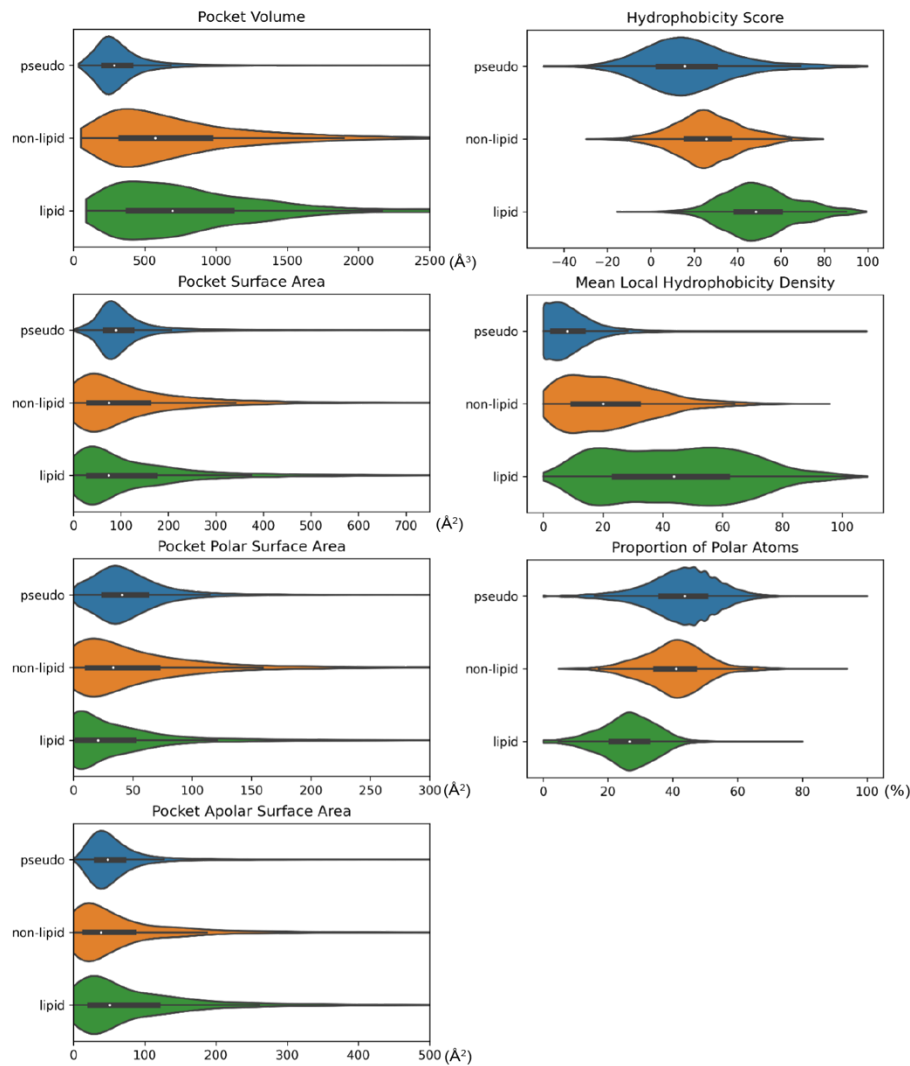 Pocket Volume
pseudo
non-lipid
lipid
0 500 1000 1500 2000 2500 (Å³)
Hydrophobicity Score
pseudo
non-lipid
lipid
−40 −20 0 20 40 60 80 100
Pocket Surface Area
pseudo
non-lipid
lipid
0 100 200 300 400 500 600 700 (Å²)
Mean Local Hydrophobicity Density
pseudo
non-lipid
lipid
0 20 40 60 80 100
Pocket Polar Surface Area
pseudo
non-lipid
lipid
0 50 100 150 200 250 300 (Å²)
Proportion of Polar Atoms
pseudo
non-lipid
lipid
0 20 40 60 80 100 (%)
Pocket Apolar Surface Area
pseudo
non-lipid
lipid
0 100 200 300 400 500 (Å²)